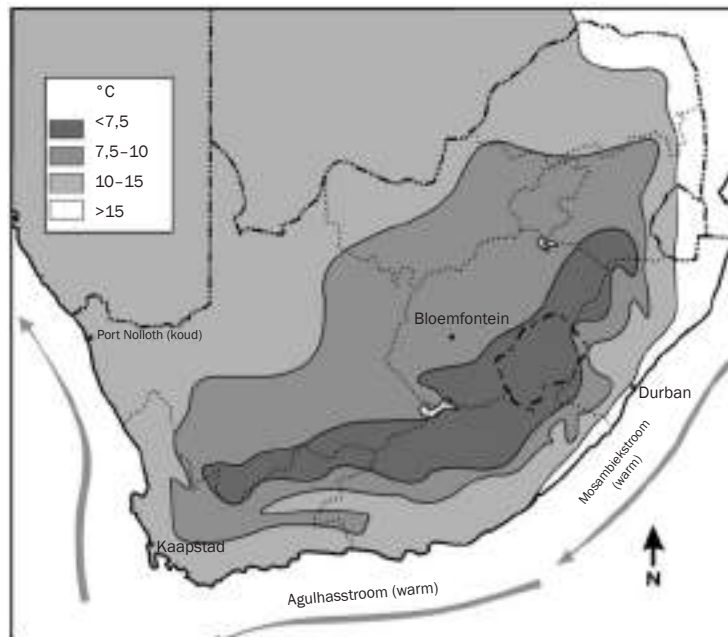 °C
<7,5
7,5–10
10–15
>15
Port Nolloth (koud)
Bloemfontein
Durban
Mosambiekstroom
(warm)
Kaapstad
N
Agulhasstroom (warm)